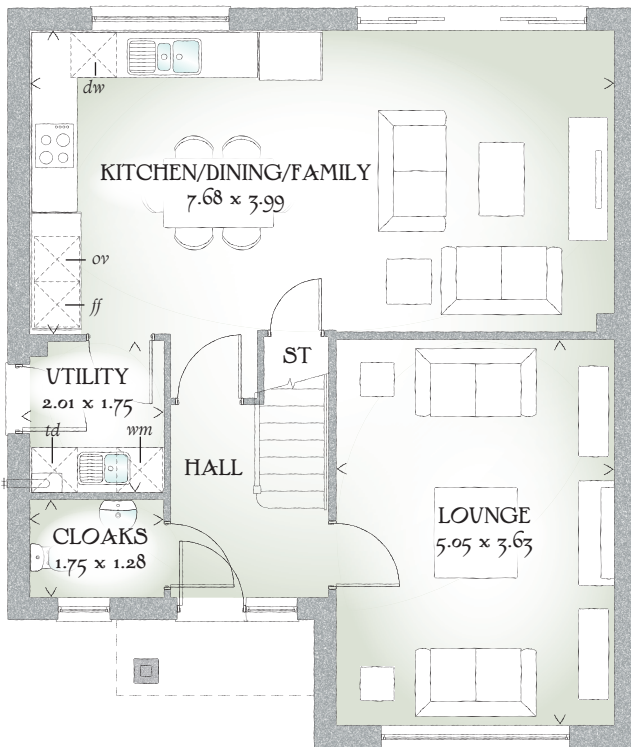 dw
KITCHEN/DINING/FAMILY
7.68 x 3.99
ov
ff
ST
UTILITY
2.01 x 1.75
td
wm
HALL
LOUNGE
5.05 x 3.63
CLOAKS
1.75 x 1.28